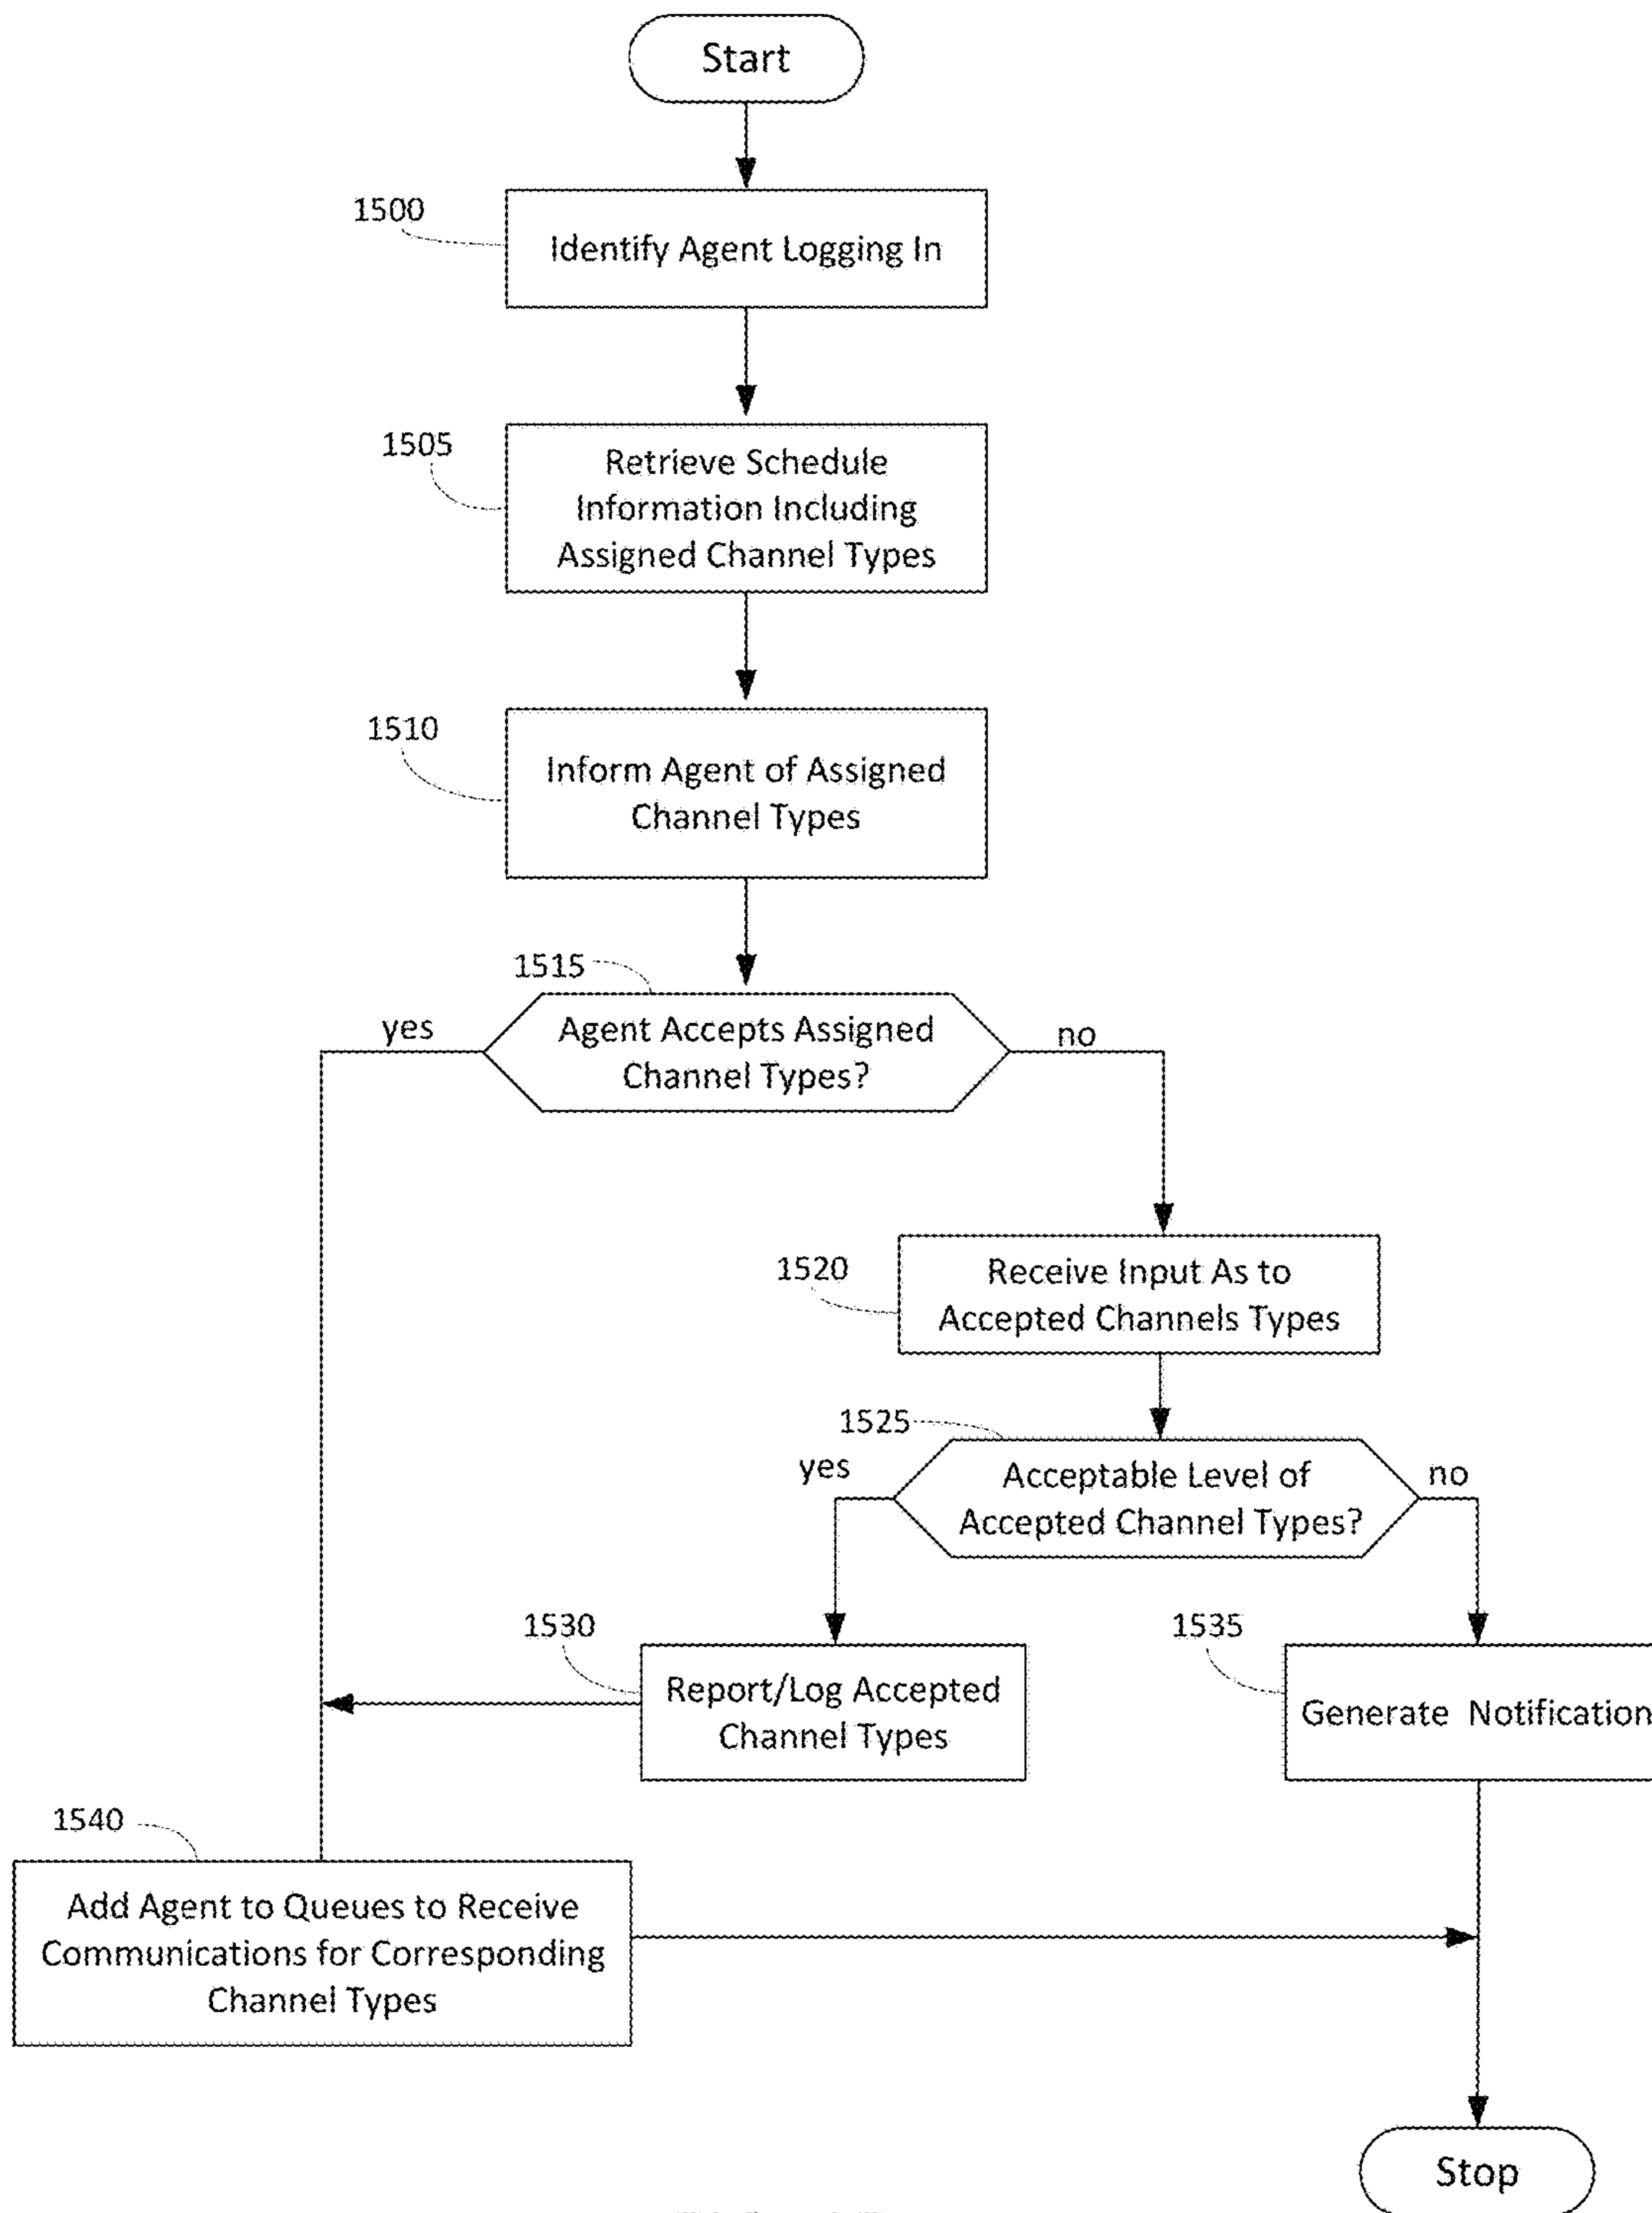 Start
1500
Identify Agent Logging In
1505
Retrieve Schedule
Information Including
Assigned Channel Types
1510
Inform Agent of Assigned
Channel Types
1515
yes
Agent Accepts Assigned
Channel Types?
no
1520
Receive Input As to
Accepted Channels Types
1525
yes
Acceptable Level of
Accepted Channel Types?
no
1530
Report/Log Accepted
Channel Types
1535
Generate Notification
1540
Add Agent to Queues to Receive
Communications for Corresponding
Channel Types
Stop